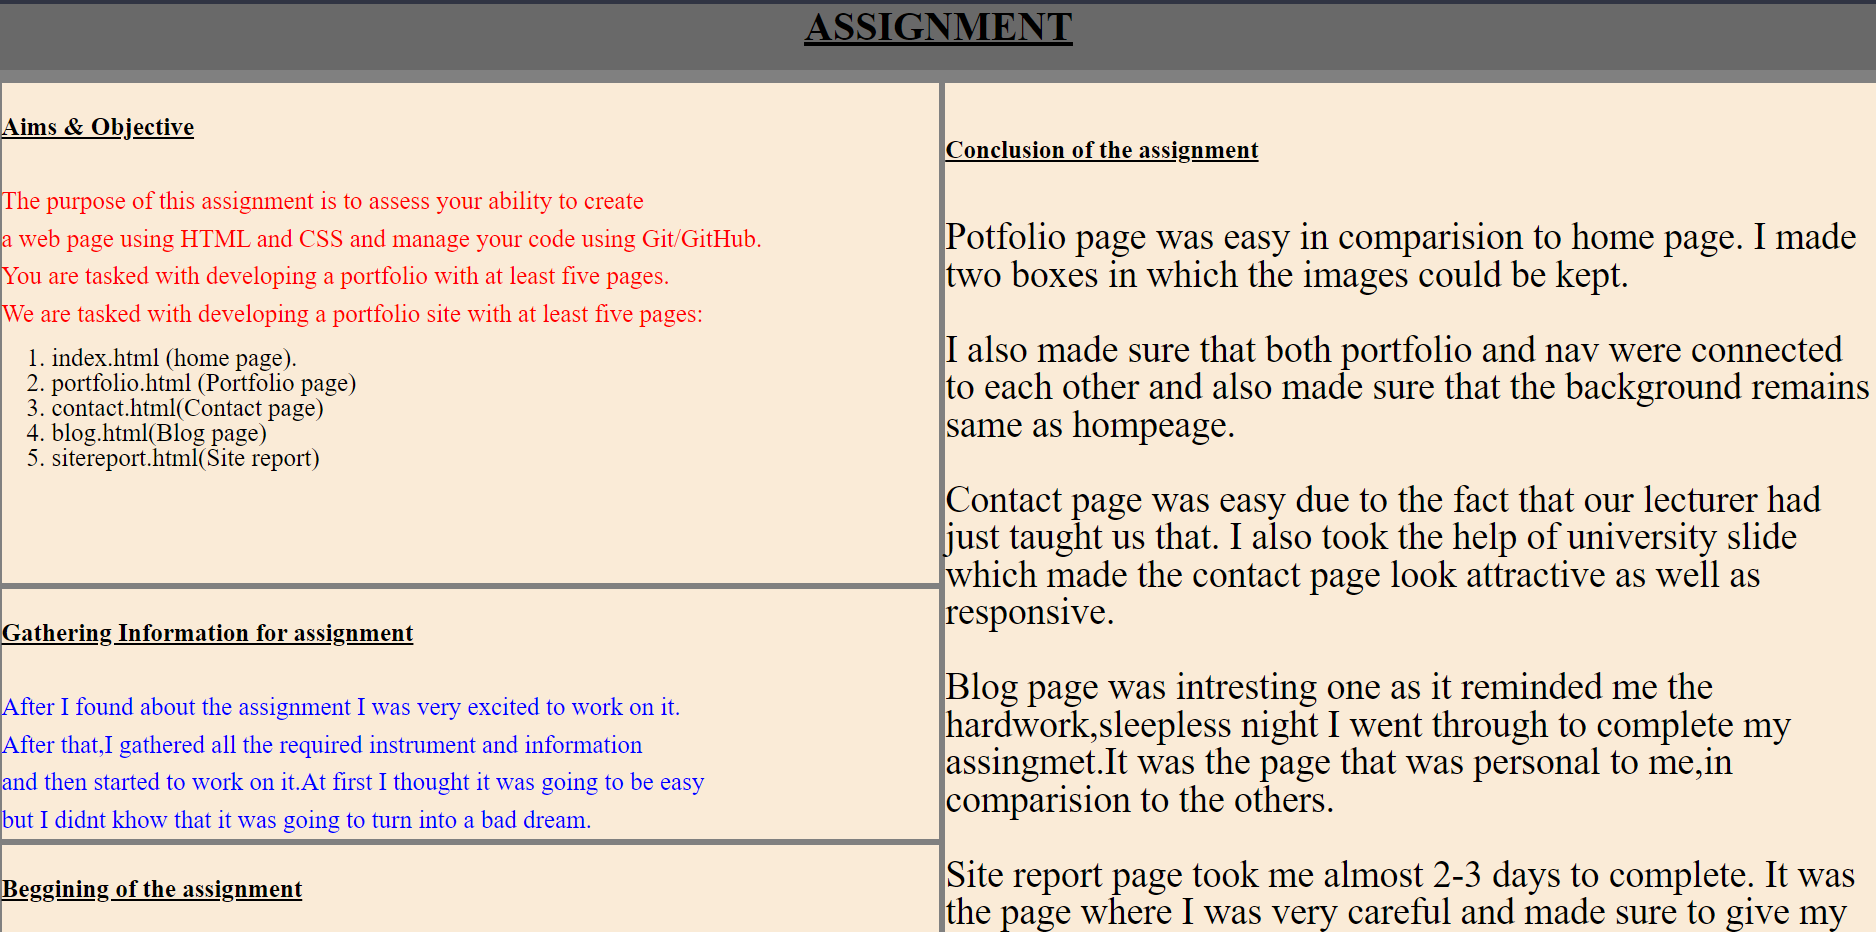 ASSIGNMENT
Aims & Objective
The purpose of this assignment is to assess your ability to create
a web page using HTML and CSS and manage your code using Git/GitHub.
You are tasked with developing a portfolio with at least five pages.
We are tasked with developing a portfolio site with at least five pages:
1. index.html (home page).
2. portfolio.html (Portfolio page)
3. contact.html(Contact page)
4. blog.html(Blog page)
5. sitereport.html(Site report)
Gathering Information for assignment
After I found about the assignment I was very excited to work on it.
After that,I gathered all the required instrument and information
and then started to work on it.At first I thought it was going to be easy
but I didnt khow that it was going to turn into a bad dream.
Beggining of the assignment
Conclusion of the assignment
Potfolio page was easy in comparision to home page. I made
two boxes in which the images could be kept.
I also made sure that both portfolio and nav were connected
to each other and also made sure that the background remains
same as hompeage.
Contact page was easy due to the fact that our lecturer had
just taught us that. I also took the help of university slide
which made the contact page look attractive as well as
responsive.
Blog page was intresting one as it reminded me the
hardwork,sleepless night I went through to complete my
assingmet.It was the page that was personal to me,in
comparision to the others.
Site report page took me almost 2-3 days to complete. It was
the page where I was very careful and made sure to give my